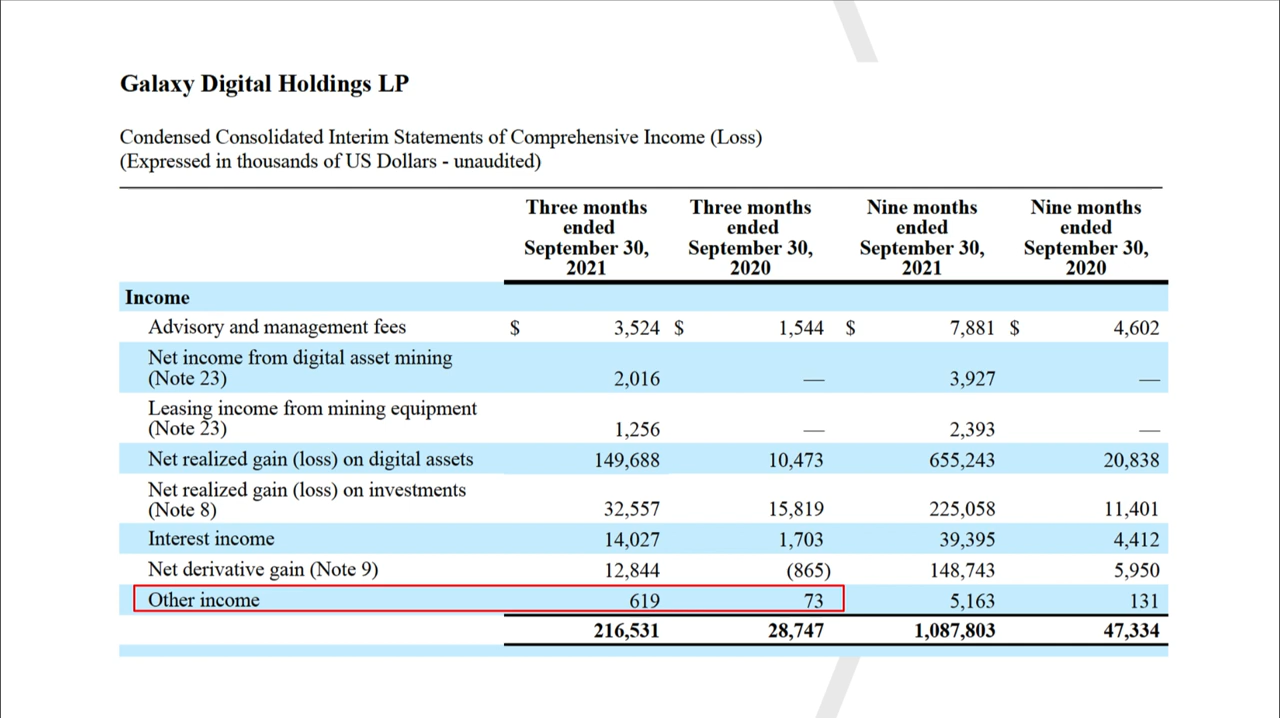 Galaxy Digital Holdings LP
Condensed Consolidated Interim Statements of Comprehensive Income (Loss)
(Expressed in thousands of US Dollars - unaudited)
Three months ended September 30, 2021 Three months ended September 30, 2020 Nine months ended September 30, 2021 Nine months ended September 30, 2020
Income
Advisory and management fees $ 3,524 $ 1,544 $ 7,881 $ 4,602
Net income from digital asset mining
(Note 23) 2,016 — 3,927 —
Leasing income from mining equipment
(Note 23) 1,256 — 2,393 —
Net realized gain (loss) on digital assets 149,688 10,473 655,243 20,838
Net realized gain (loss) on investments
(Note 8) 32,557 15,819 225,058 11,401
Interest income 14,027 1,703 39,395 4,412
Net derivative gain (Note 9) 12,844 (865) 148,743 5,950
Other income 619 73 5,163 131
216,531 28,747 1,087,803 47,334